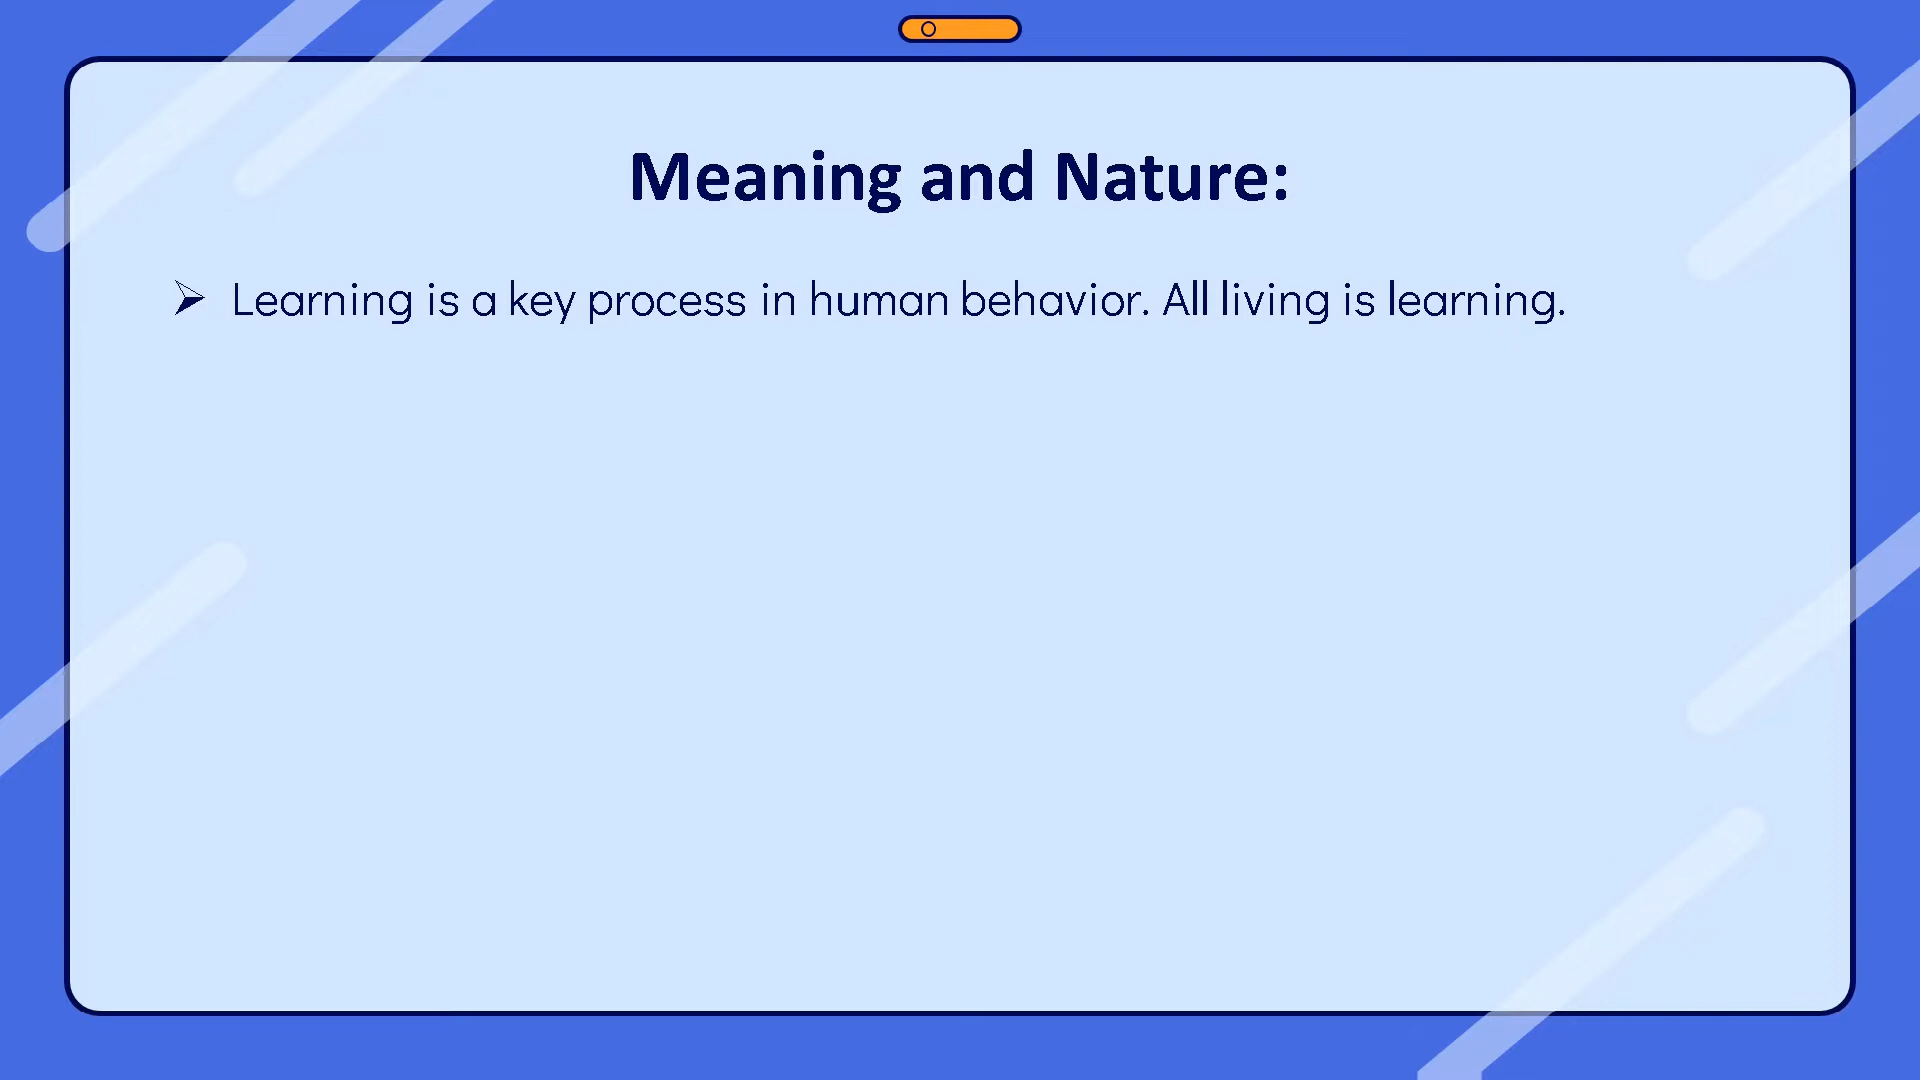 Meaning and Nature:
➢ Learning is a key process in human behavior. All living is learning.